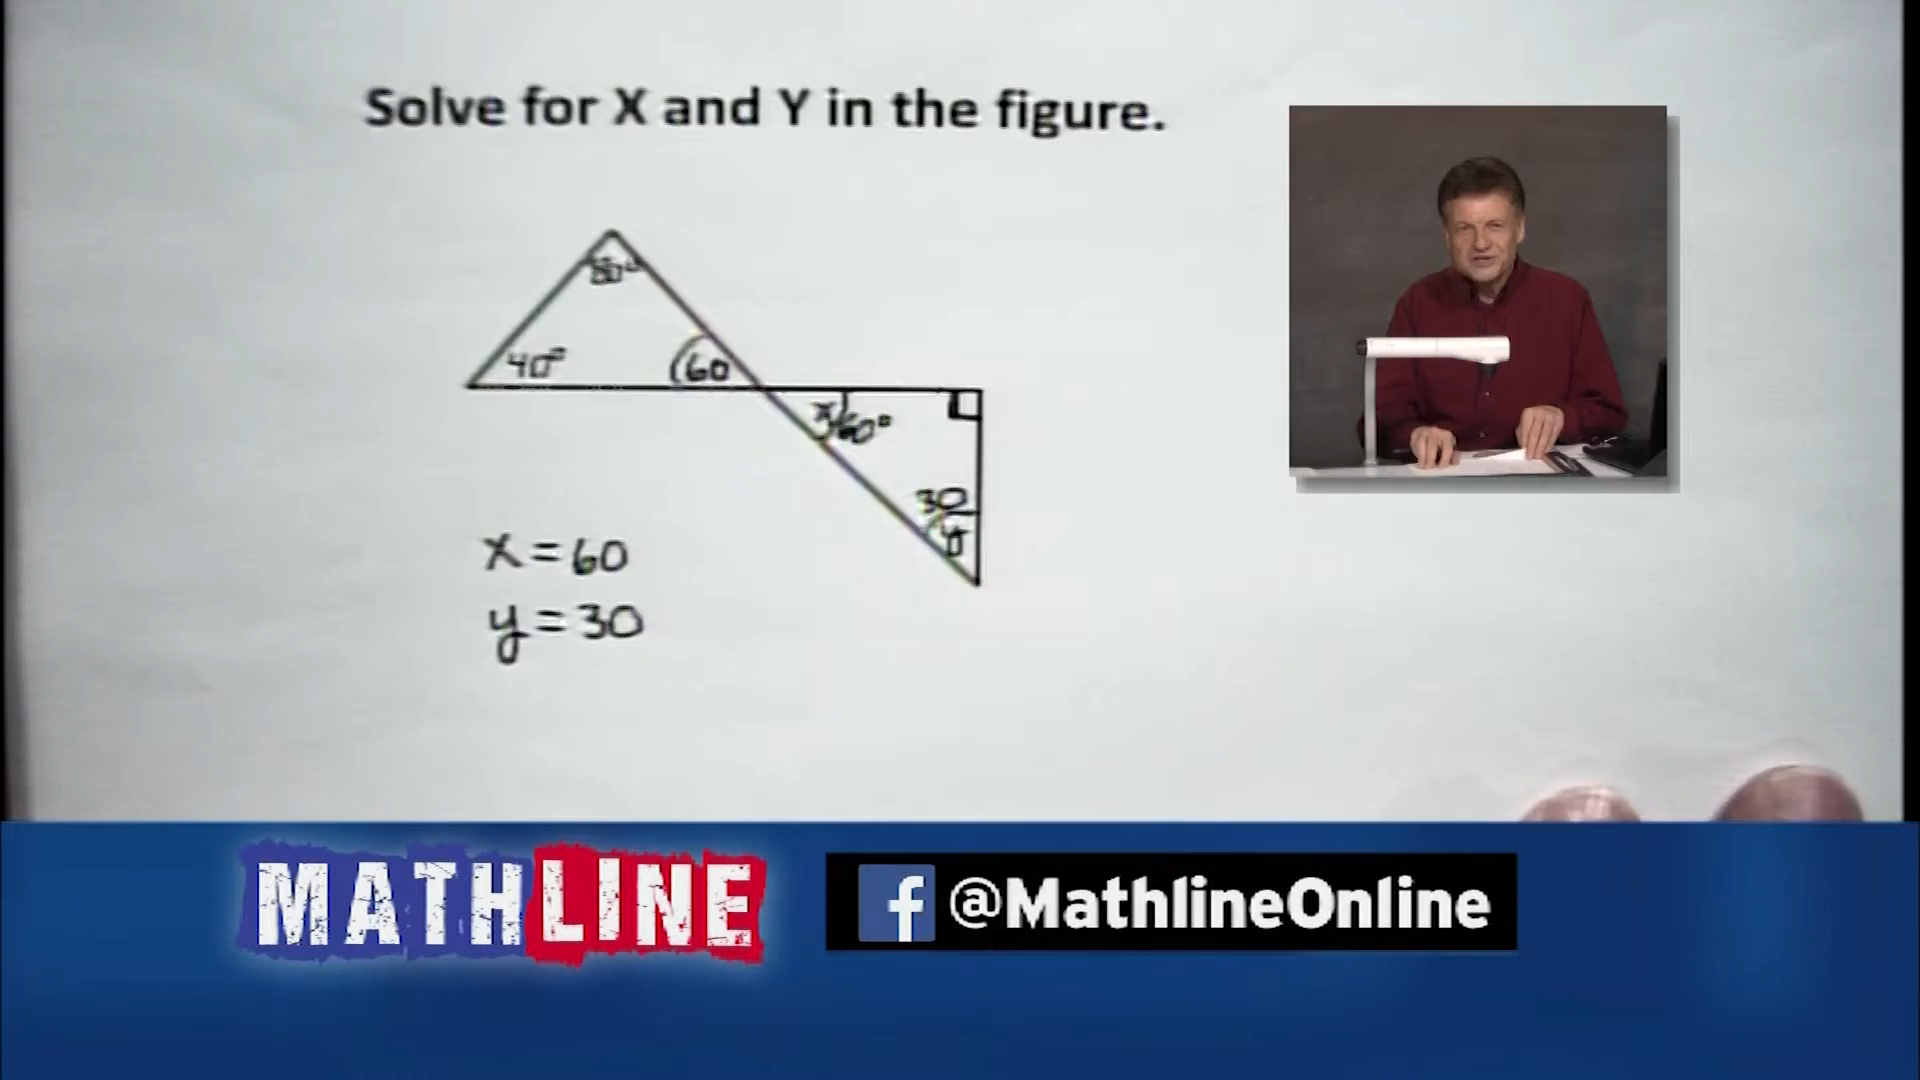 Solve for X and Y in the figure.
80°
40°
60
x
60°
30
y
x = 60
y = 30
MATHLINE
f @MathlineOnline